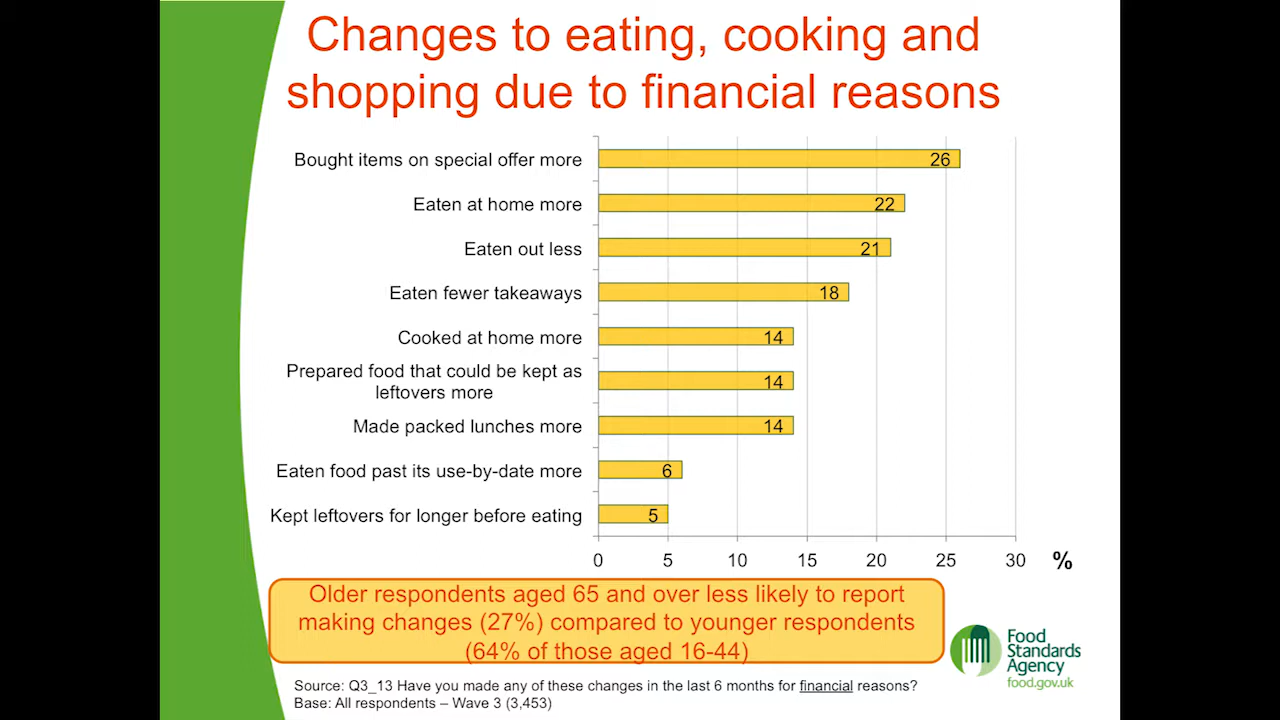 Changes to eating, cooking and
shopping due to financial reasons
Bought items on special offer more
26
Eaten at home more
22
Eaten out less
21
Eaten fewer takeaways
18
Cooked at home more
14
Prepared food that could be kept as
leftovers more
14
Made packed lunches more
14
Eaten food past its use-by-date more
6
Kept leftovers for longer before eating
5
0 5 10 15 20 25 30 %
Older respondents aged 65 and over less likely to report
making changes (27%) compared to younger respondents
(64% of those aged 16-44)
Food
Standards
Agency
food.gov.uk
Source: Q3_13 Have you made any of these changes in the last 6 months for financial reasons?
Base: All respondents – Wave 3 (3,453)